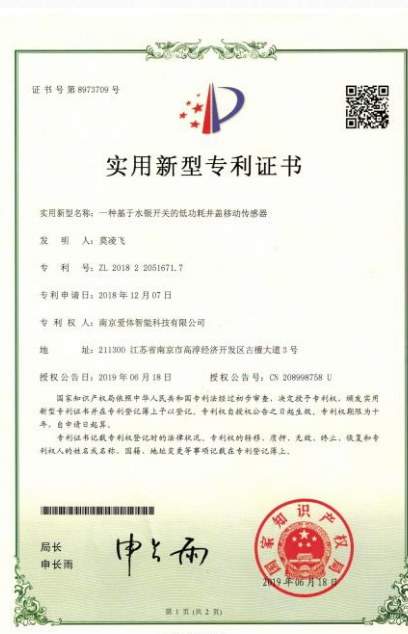 证书号第8973709号
实用新型专利证书
实用新型名称：一种基于水银开关的低功耗井盖移动传感器
发 明 人：莫凌飞
专 利 号：ZL 2018 2 2051671.7
专利申请日：2018年12月07日
专 利 权 人：南京爱体智能科技有限公司
地 址：211300 江苏省南京市高淳经济开发区古檀大道3号
授权公告日：2019年06月18日 授权公告号：CN 208998758 U
国家知识产权局依照中华人民共和国专利法经过初步审查，决定授予专利权，颁发实用
新型专利证书并在专利登记簿上予以登记。专利权自授权公告之日起生效。专利权期限为十
年，自申请日起算。
专利证书记载专利权登记时的法律状况。专利权的转移、质押、无效、终止、恢复和专
利权人的姓名或名称、国籍、地址变更等事项记载在专利登记簿上。
局长
申长雨
申长雨
国家知识产权局
2019年06月18日
第 1 页 (共 2 页)